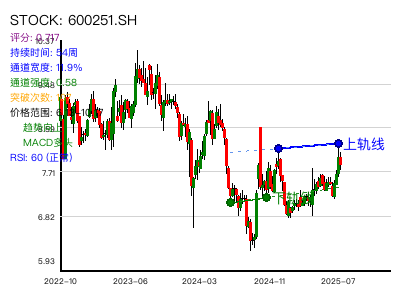 STOCK: 600251.SH
评分: 0.717
持续时间: 54周
通道宽度: 11.9%
通道强度: 0.58
突破次数:
价格范围:
MACD
RSI: 60 (正常)
上轨线
下轨线
7.71
6.82
5.93
2022-10
2023-06
2024-03
2024-11
2025-07